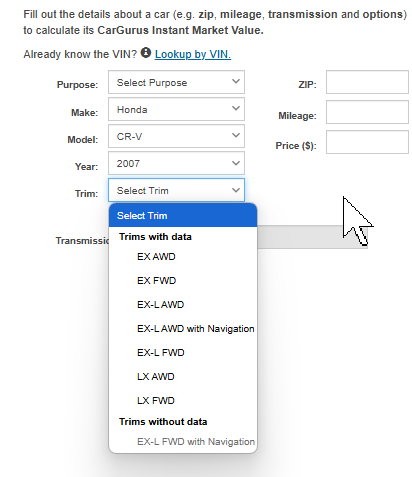 Fill out the details about a car (e.g. zip, mileage, transmission and options)
to calculate its CarGurus Instant Market Value.
Already know the VIN? Lookup by VIN.
Purpose: Select Purpose ZIP:
Make: Honda Mileage:
Model: CR-V Price ($):
Year: 2007
Trim: Select Trim
Select Trim
Transmissic Trims with data
EX AWD
EX FWD
EX-L AWD
EX-L AWD with Navigation
EX-L FWD
LX AWD
LX FWD
Trims without data
EX-L FWD with Navigation